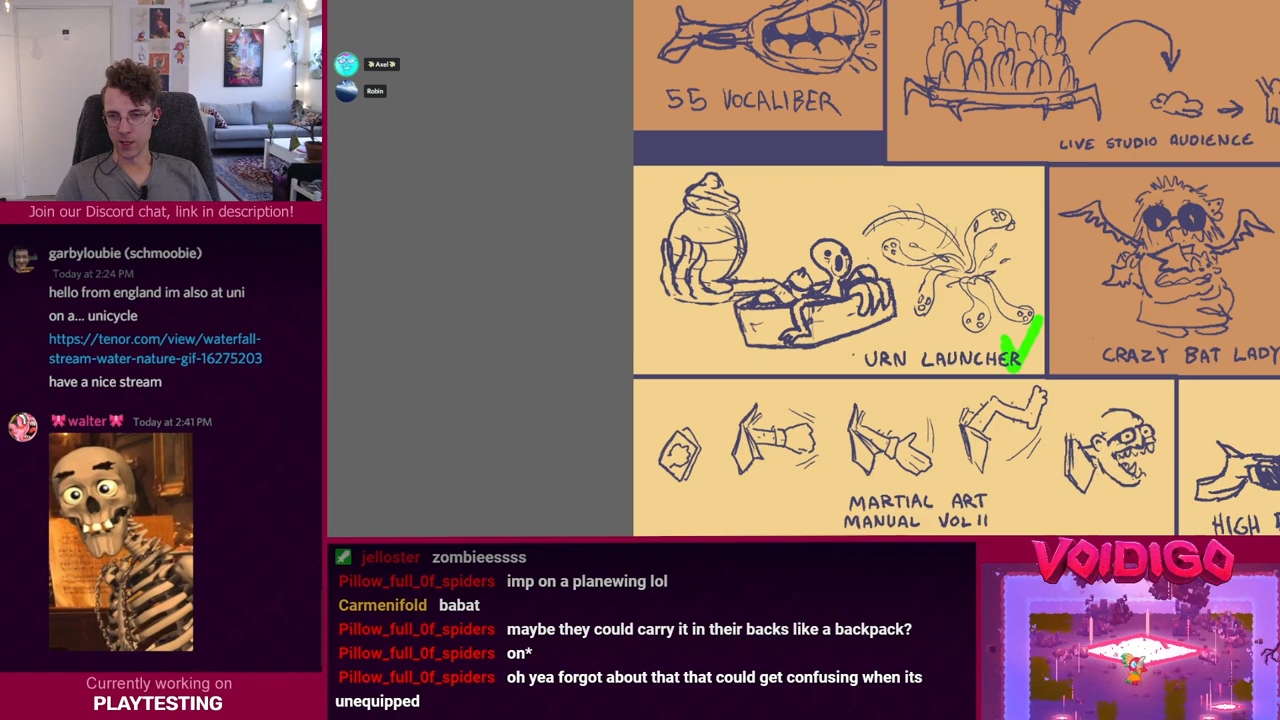 Join our Discord chat, link in description!
garbyloubie (schmoobie)
Today at 2:24 PM
hello from england im also at uni
on a... unicycle
https://tenor.com/view/waterfall-
stream-water-nature-gif-16275203
have a nice stream
walter Today at 2:41 PM
Currently working on
PLAYTESTING
Axel
Robin
55 VOCALIBER
LIVE STUDIO AUDIENCE
URN LAUNCHER
CRAZY BAT LADY
MARTIAL ART
MANUAL VOL II
HIGH
jelloster zombieessss
Pillow_full_0f_spiders imp on a planewing lol
Carmenifold babat
Pillow_full_0f_spiders maybe they could carry it in their backs like a backpack?
Pillow_full_0f_spiders on*
Pillow_full_0f_spiders oh yea forgot about that that could get confusing when its
unequipped
VOIDIGO